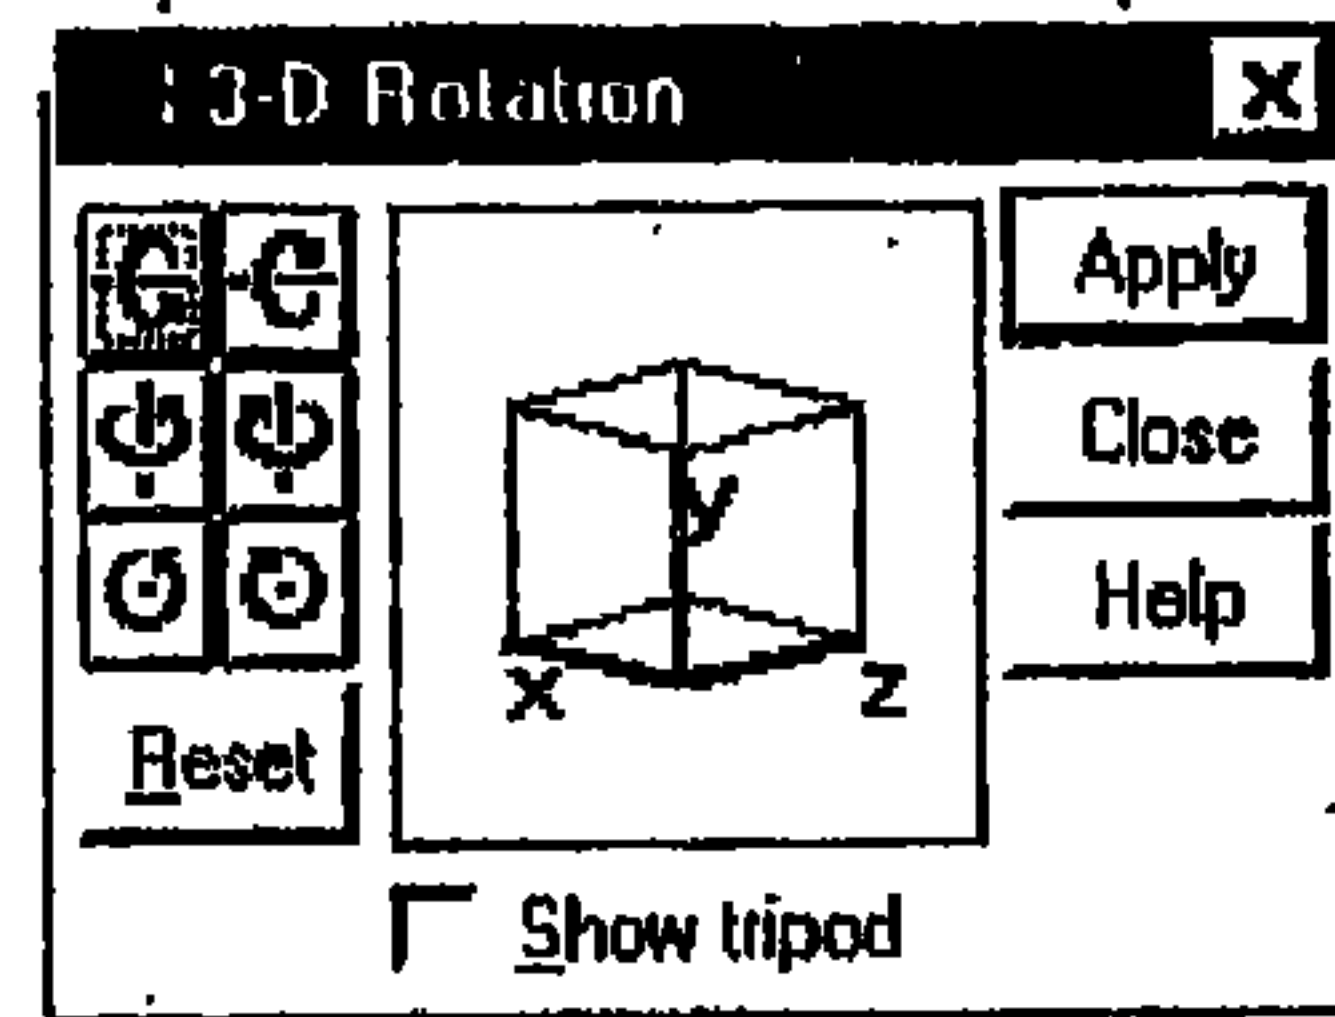 3-D Rotation
Apply
Close
Help
y
x z
Reset
Show tripod